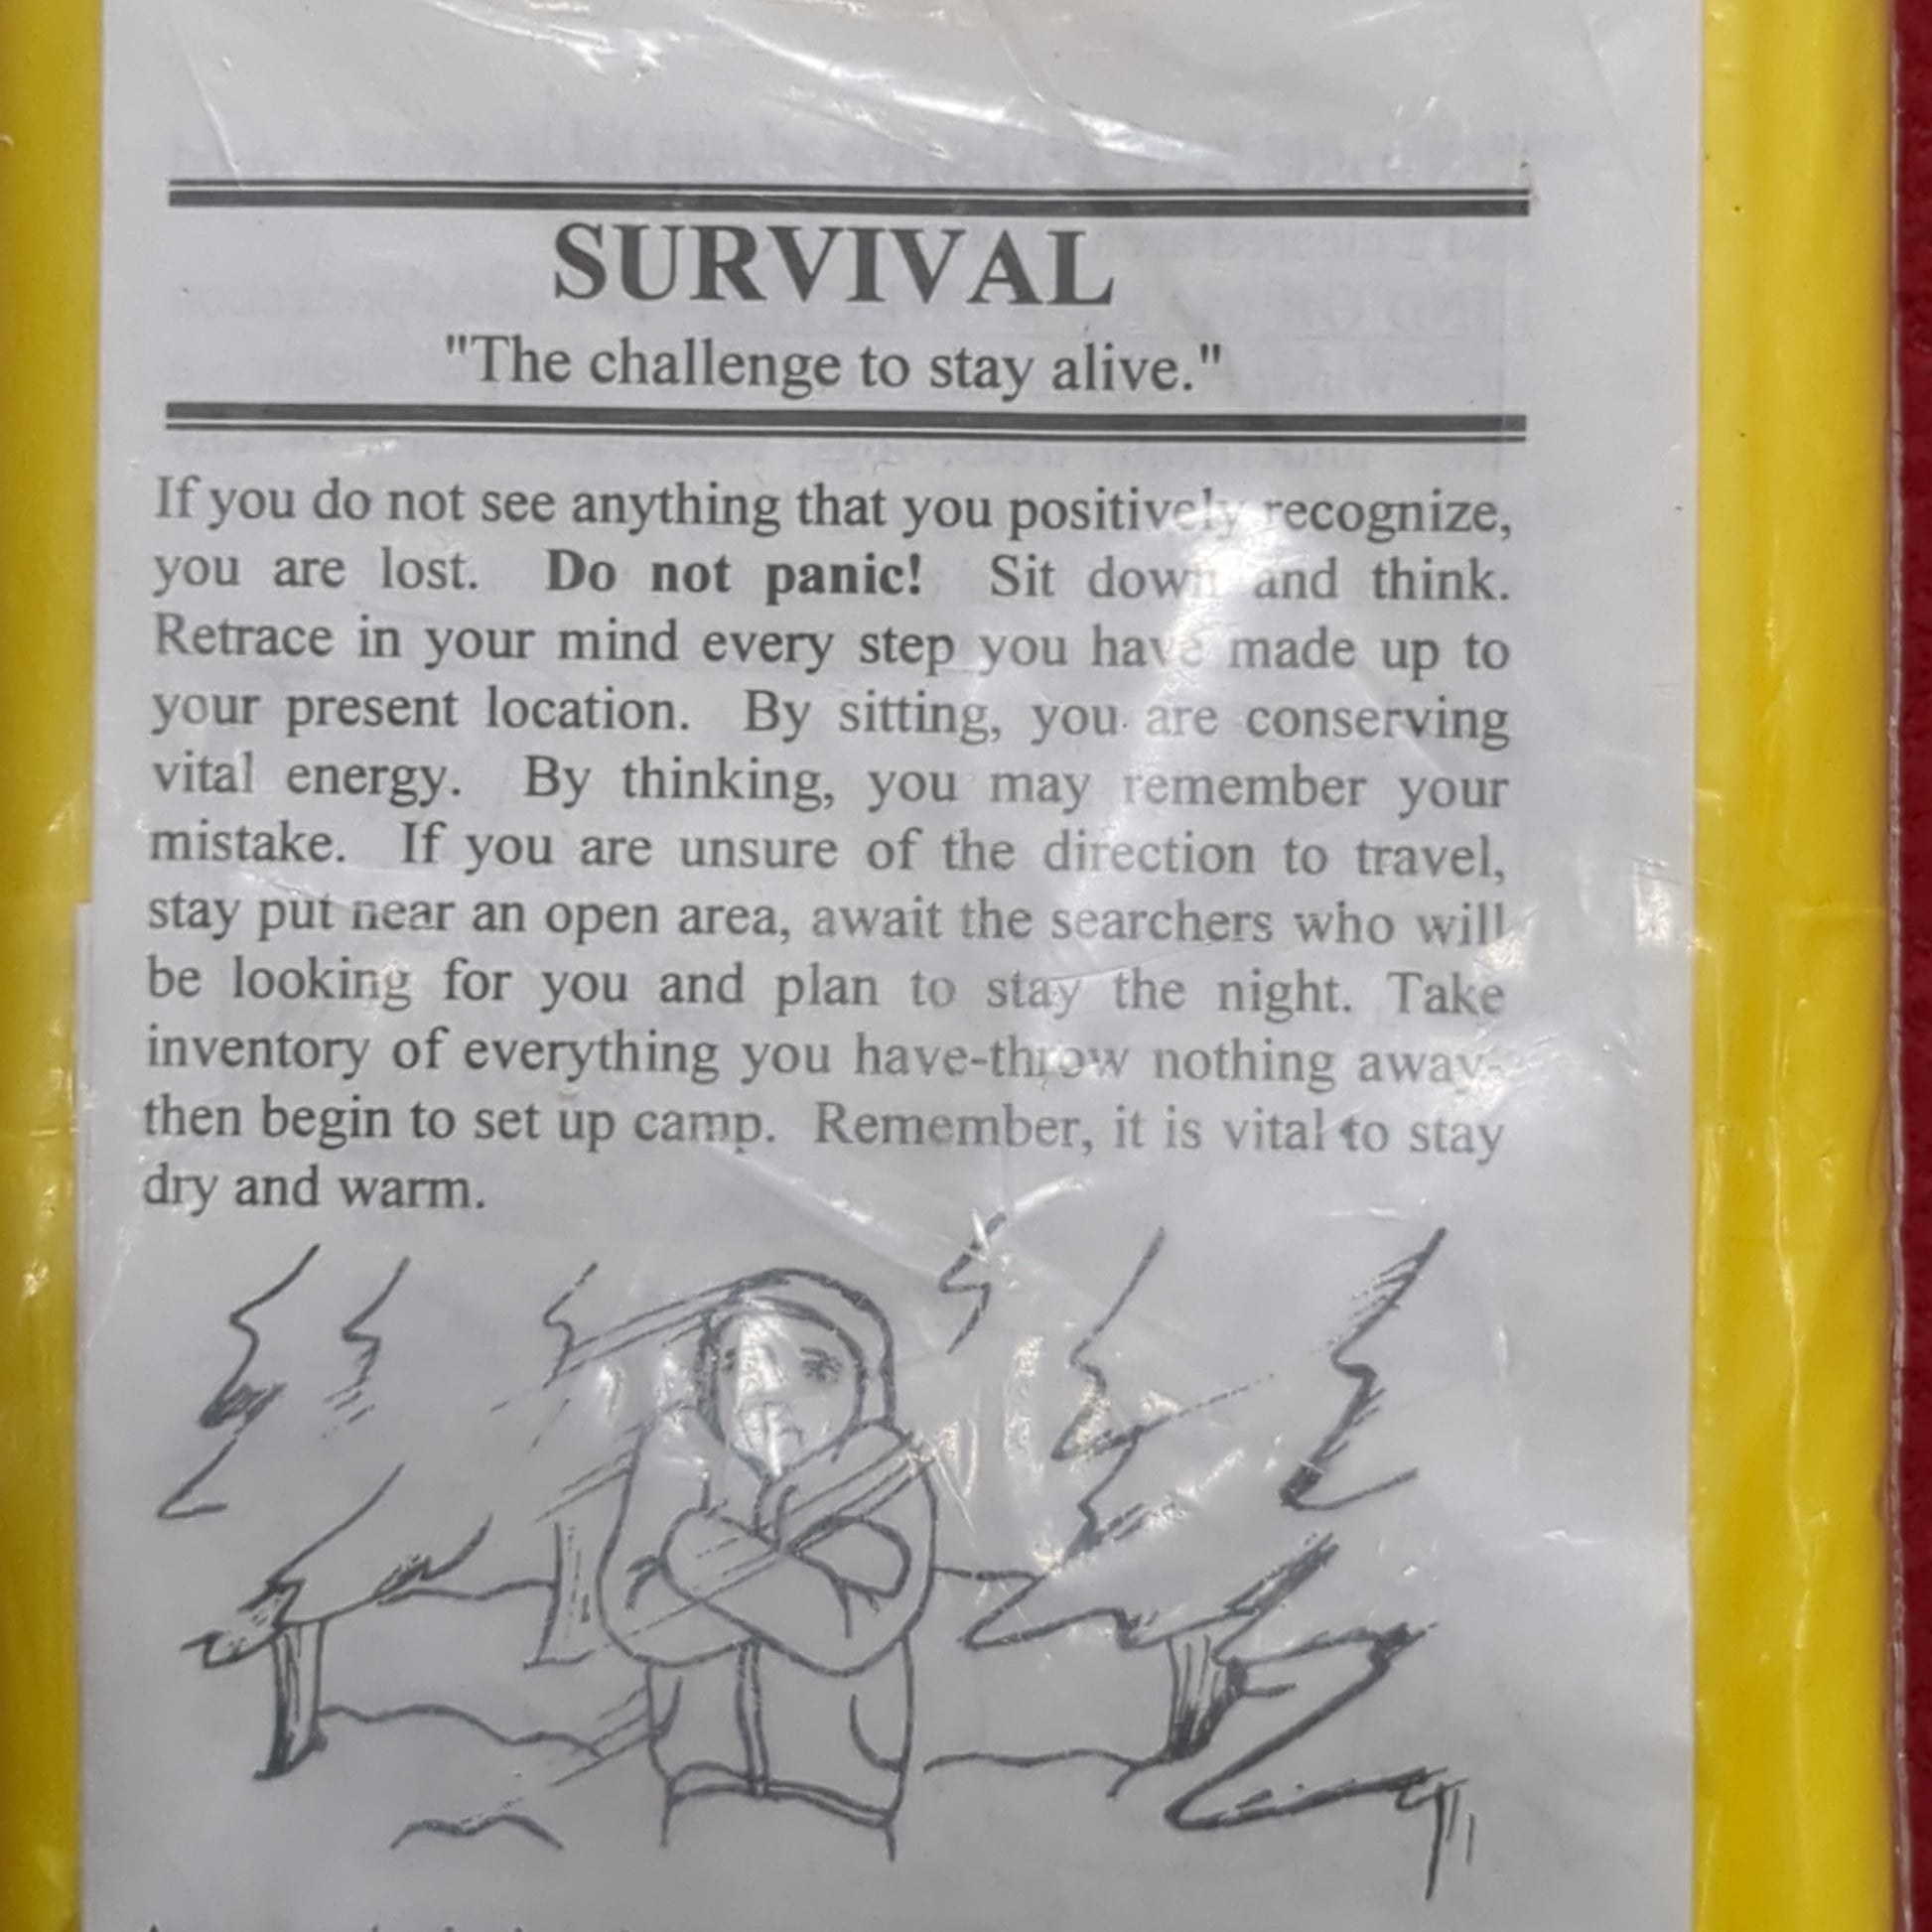 SURVIVAL
"The challenge to stay alive."
If you do not see anything that you positively recognize,
you are lost. Do not panic! Sit down and think.
Retrace in your mind every step you have made up to
your present location. By sitting, you are conserving
vital energy. By thinking, you may remember your
mistake. If you are unsure of the direction to travel,
stay put near an open area, await the searchers who will
be looking for you and plan to stay the night. Take
inventory of everything you have-throw nothing away-
then begin to set up camp. Remember, it is vital to stay
dry and warm.